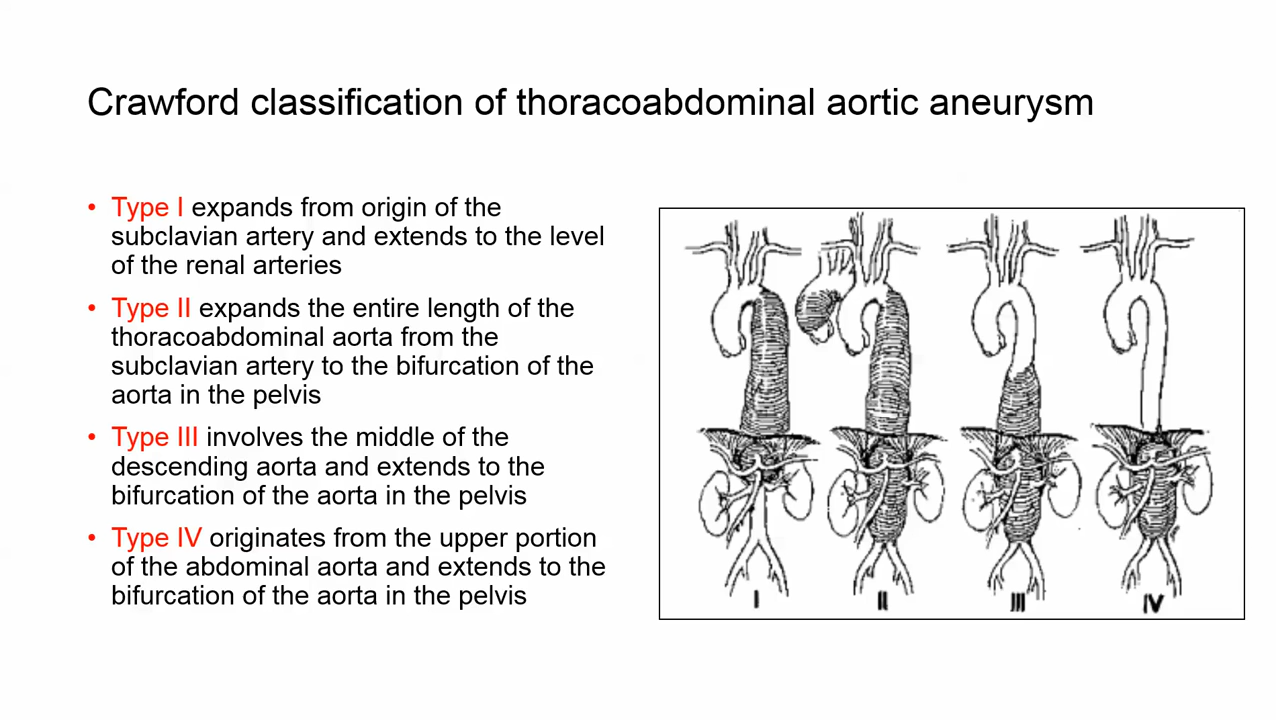 Crawford classification of thoracoabdominal aortic aneurysm
• Type I expands from origin of the
subclavian artery and extends to the level
of the renal arteries
• Type II expands the entire length of the
thoracoabdominal aorta from the
subclavian artery to the bifurcation of the
aorta in the pelvis
• Type III involves the middle of the
descending aorta and extends to the
bifurcation of the aorta in the pelvis
• Type IV originates from the upper portion
of the abdominal aorta and extends to the
bifurcation of the aorta in the pelvis
I II III IV